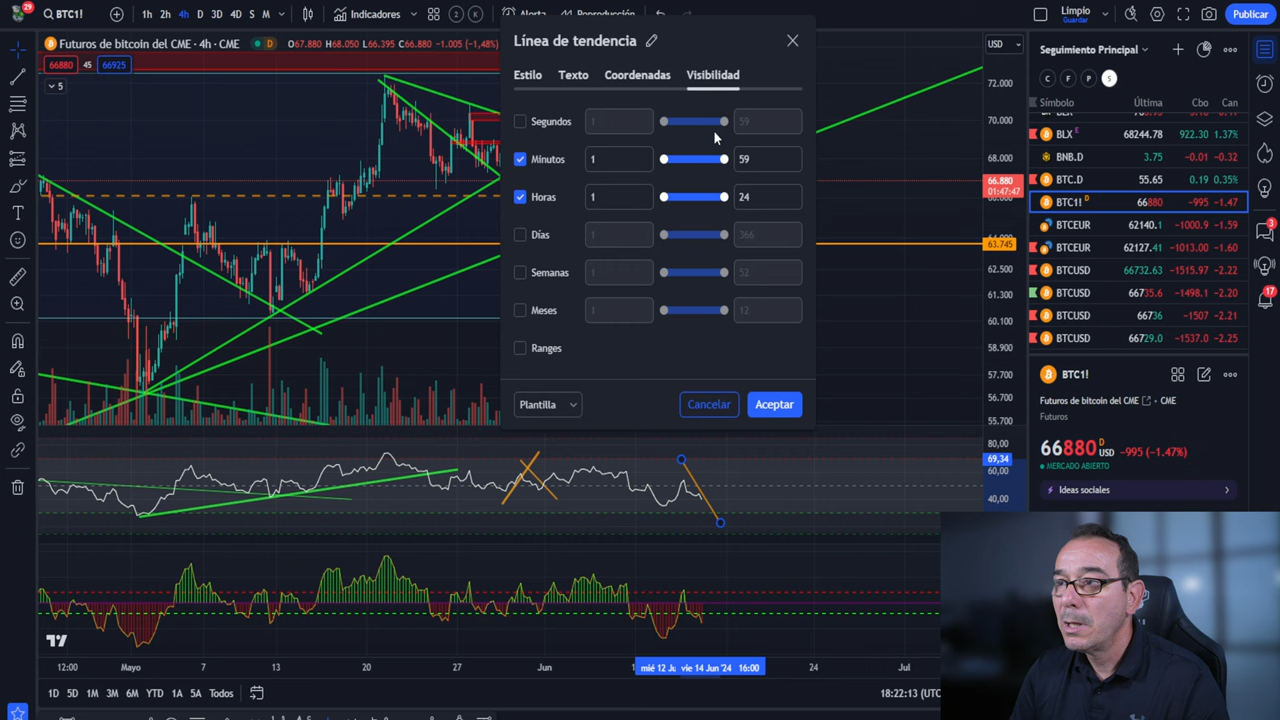 29
BTC1!
1h 2h 4h D 3D 4D S M
Indicadores
2 K
Alerta
Reproducción
Limpio
Guardar
Publicar
Futuros de bitcoin del CME · 4h · CME
D O67.880 H68.050 L66.395 C66.880 −1.005 (−1,48%)
66880 45 66925
5
Línea de tendencia
Estilo Texto Coordenadas Visibilidad
Segundos 1 59
Minutos 1 59
Horas 1 24
Días 1 366
Semanas 1 52
Meses 1 12
Ranges
Plantilla Cancelar Aceptar
USD
72.000
70.000
68.000
66.880
01:47:47
63.745
62.500
61.300
60.100
58.900
57.700
56.700
55.700
80,00
69,34
60,00
40,00
12:00 Mayo 7 13 20 27 Jun mié 12 Ju vie 14 Jun '24 16:00 24 Jul
1D 5D 1M 3M 6M YTD 1A 5A Todos
18:22:13 (UTC
Seguimiento Principal
C F P S
Símbolo Última Cbo Can
BLX E 68244.78 922.30 1.37%
BNB.D 3.75 −0.01 −0.32
BTC.D 55.65 0.19 0.35%
BTC1! D 66880 −995 −1.47
BTCEUR 62140.1 −1000.9 −1.59
BTCEUR 62127.41 −1013.00 −1.60
BTCUSD 66732.63 −1515.97 −2.22
BTCUSD 66735.6 −1498.1 −2.20
BTCUSD 66736 −1507 −2.21
BTCUSD 66729.0 −1537.0 −2.25
BTC1!
Futuros de bitcoin del CME • CME
Futuros
66880 D USD −995 (−1.47%)
MERCADO ABIERTO
Ideas sociales
3
17